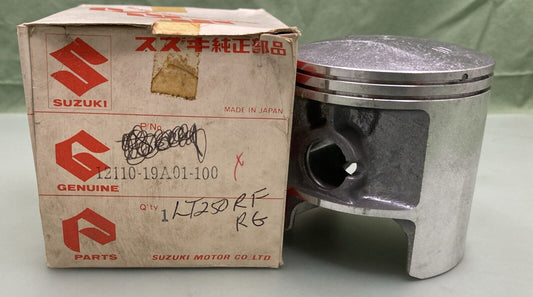 スズキ純正部品
SUZUKI
MADE IN JAPAN
P/No.
12110-19A01-100 X
GENUINE
Q'ty
1 LT250RF
RG
PARTS
SUZUKI MOTOR CO.LTD